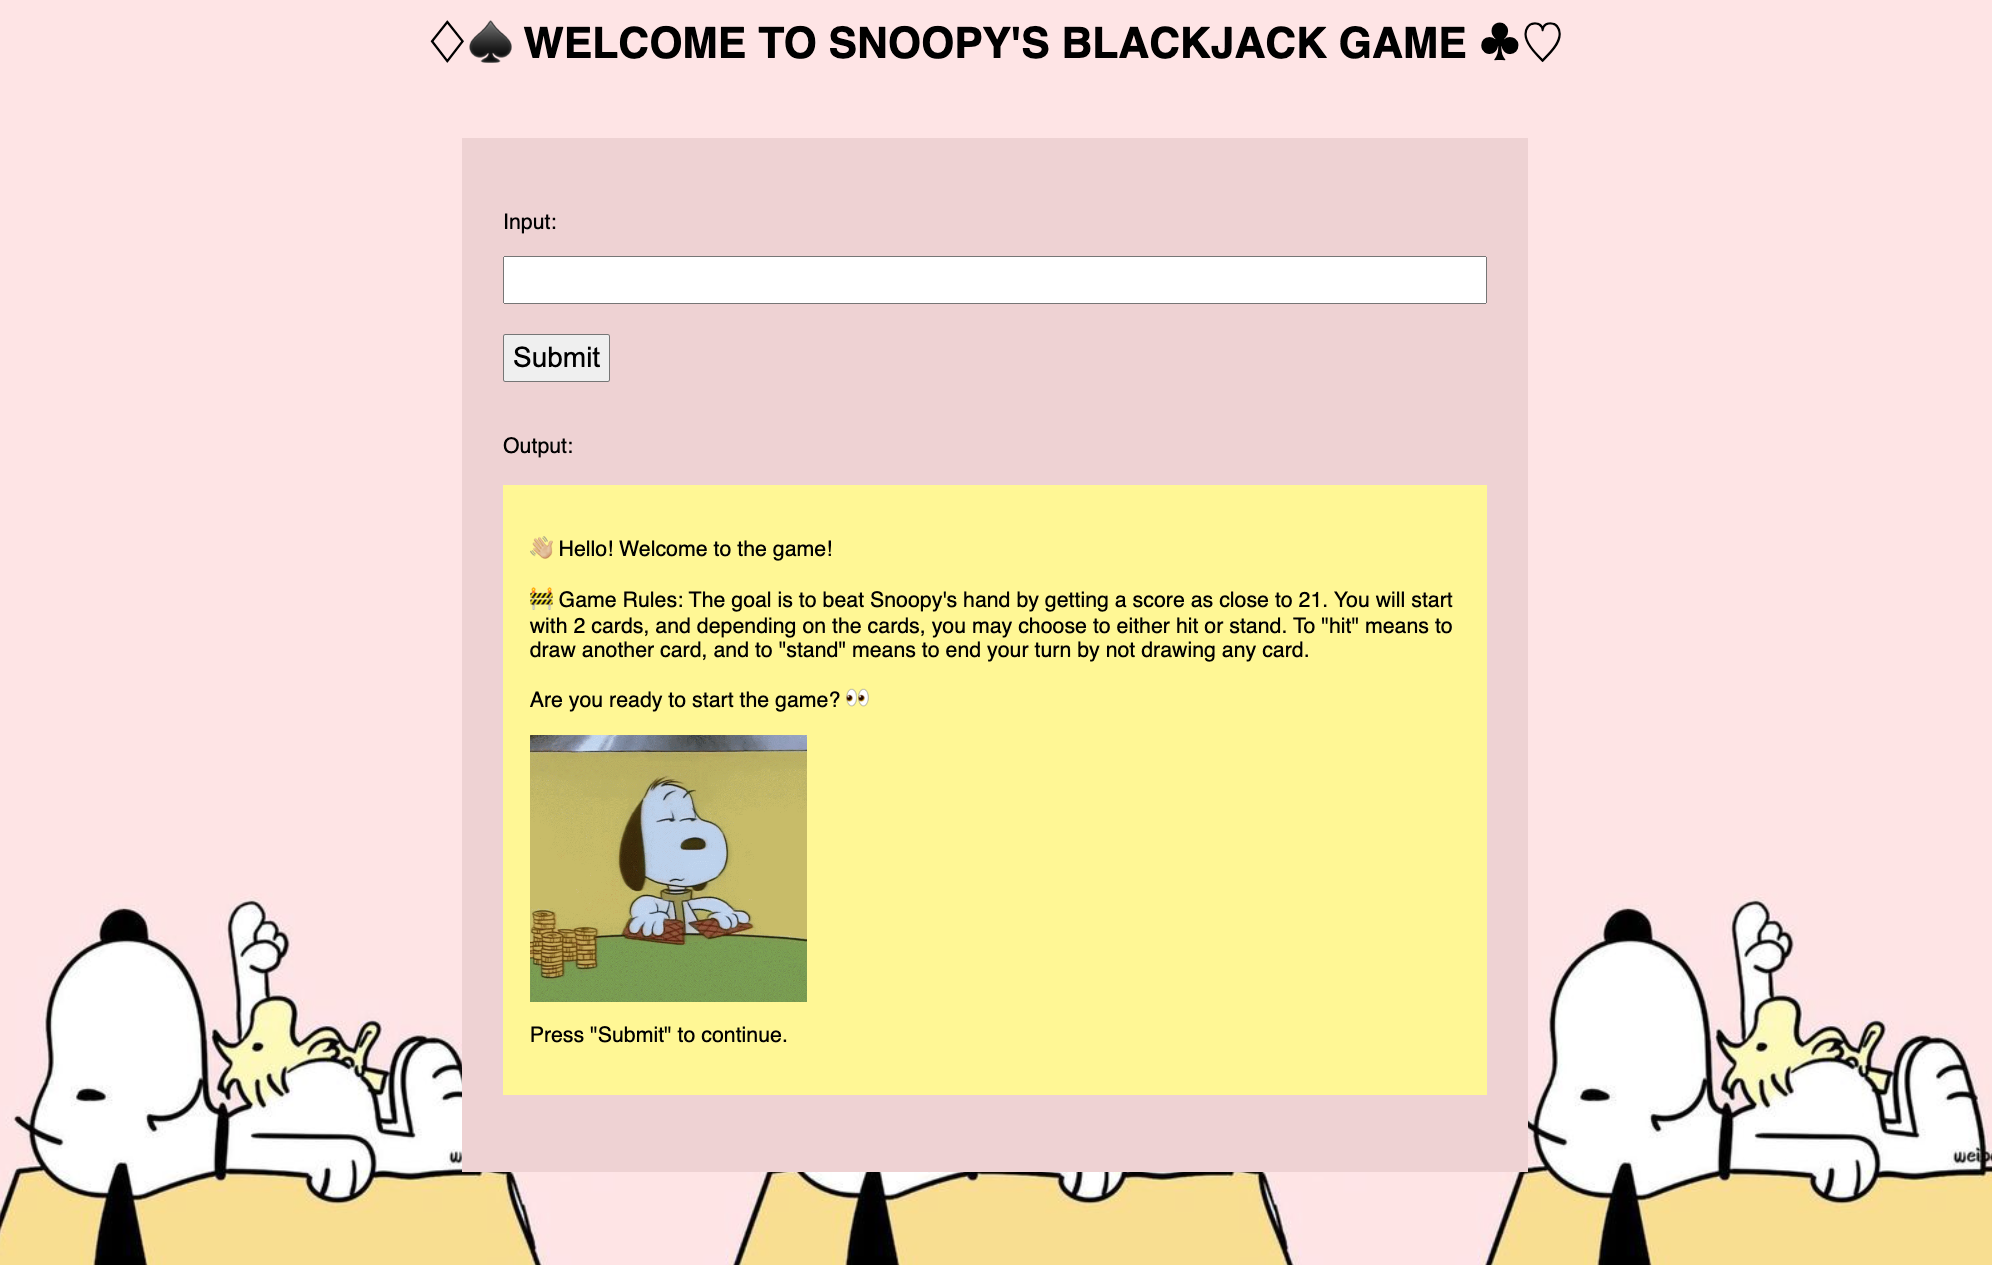 ♢♠ WELCOME TO SNOOPY'S BLACKJACK GAME ♣♡
Input:
Submit
Output:
👋🏼 Hello! Welcome to the game!
🚧 Game Rules: The goal is to beat Snoopy's hand by getting a score as close to 21. You will start
with 2 cards, and depending on the cards, you may choose to either hit or stand. To "hit" means to
draw another card, and to "stand" means to end your turn by not drawing any card.
Are you ready to start the game? 👀
Press "Submit" to continue.